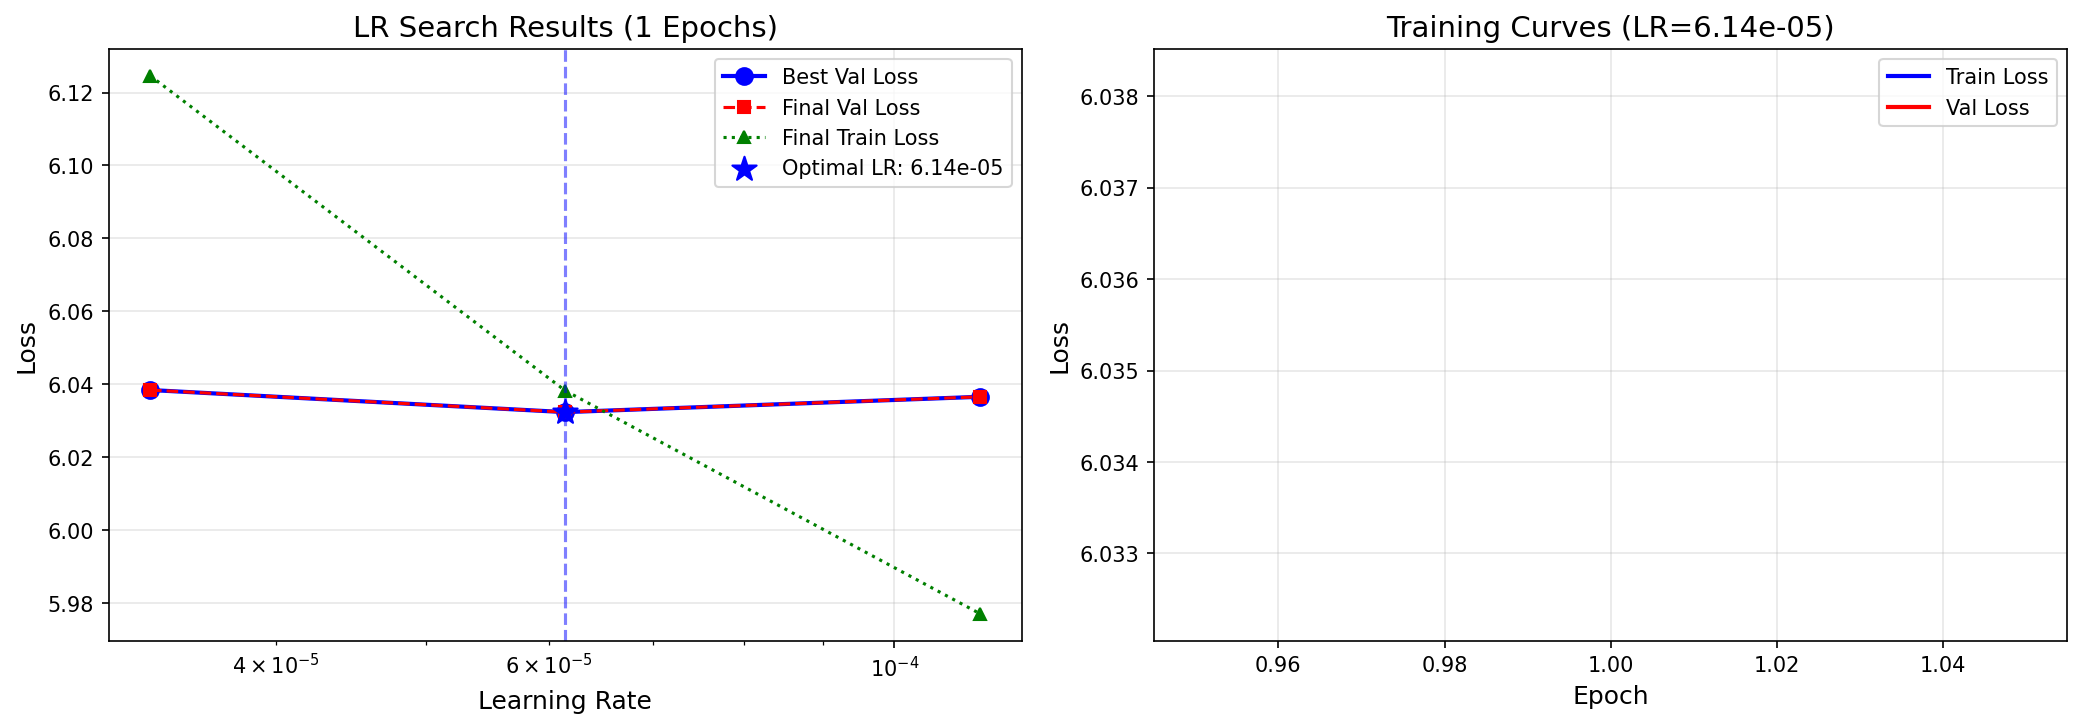 LR Search Results (1 Epochs)
Loss
6.12
6.10
6.08
6.06
6.04
6.02
6.00
5.98
Best Val Loss
Final Val Loss
Final Train Loss
Optimal LR: 6.14e-05
4 × 10⁻⁵
6 × 10⁻⁵
10⁻⁴
Learning Rate
Training Curves (LR=6.14e-05)
Loss
6.038
6.037
6.036
6.035
6.034
6.033
Train Loss
Val Loss
0.96
0.98
1.00
1.02
1.04
Epoch